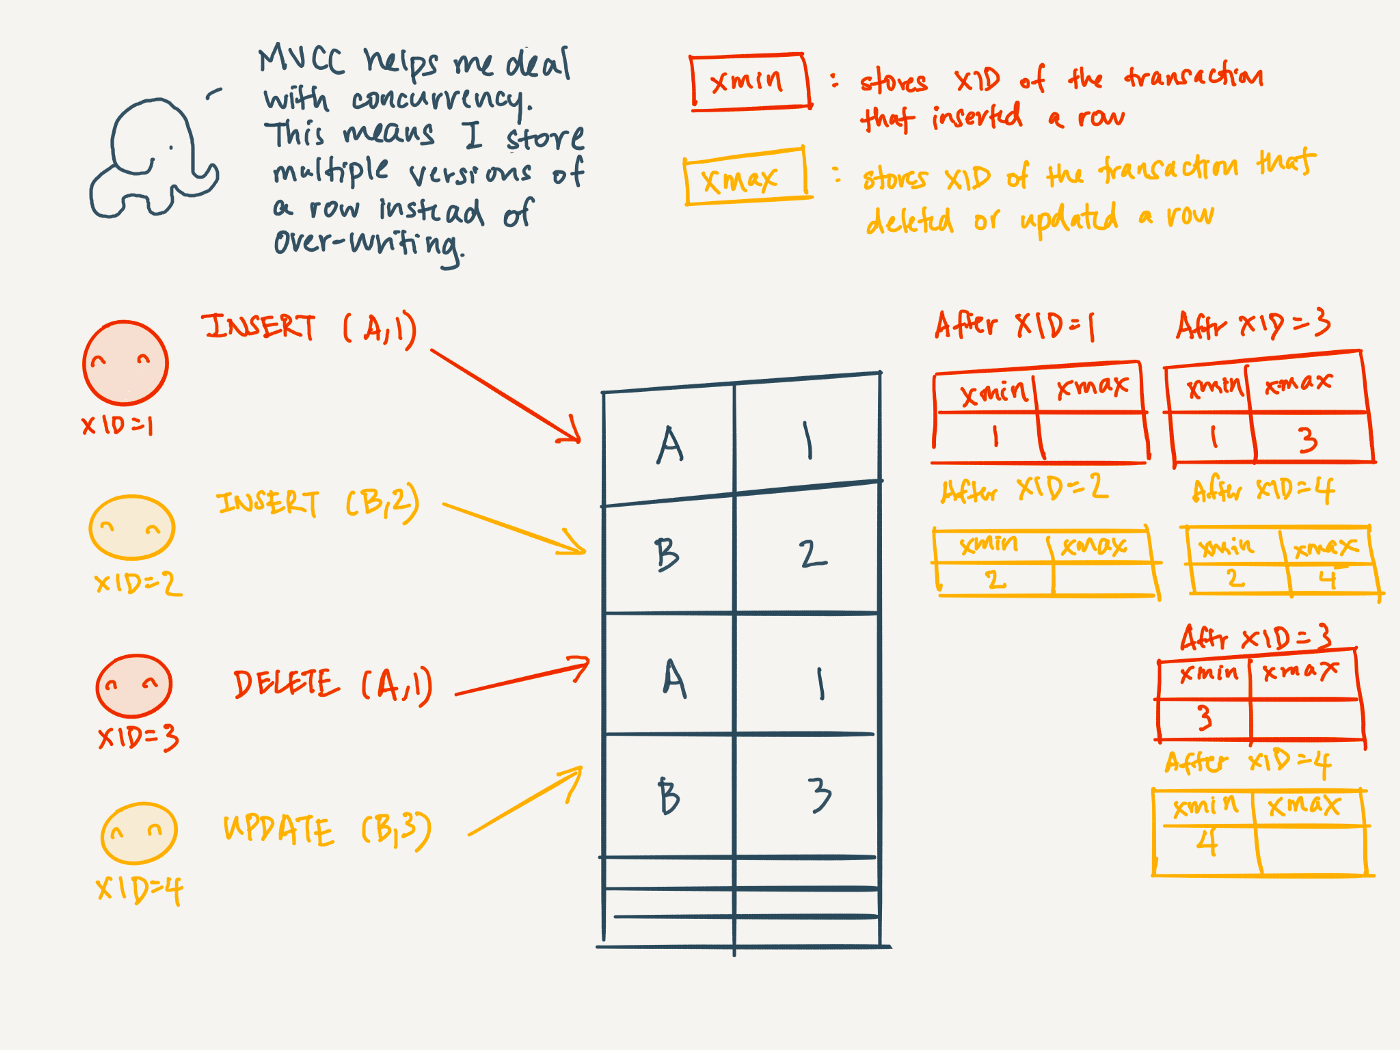 MVCC helps me deal
with concurrency.
This means I store
multiple versions of
a row instead of
over-writing.
xmin : stores XID of the transaction
that inserted a row
xmax : stores XID of the transaction that
deleted or updated a row
INSERT (A,1)
XID=1
INSERT (B,2)
XID=2
DELETE (A,1)
XID=3
UPDATE (B,3)
XID=4
A 1
B 2
A 1
B 3
After XID=1
xmin xmax
1
Aftr XID=3
xmin xmax
1 3
After XID=2
xmin xmax
2
After XID=4
xmin xmax
2 4
Aftr XID=3
xmin xmax
3
After XID=4
xmin xmax
4